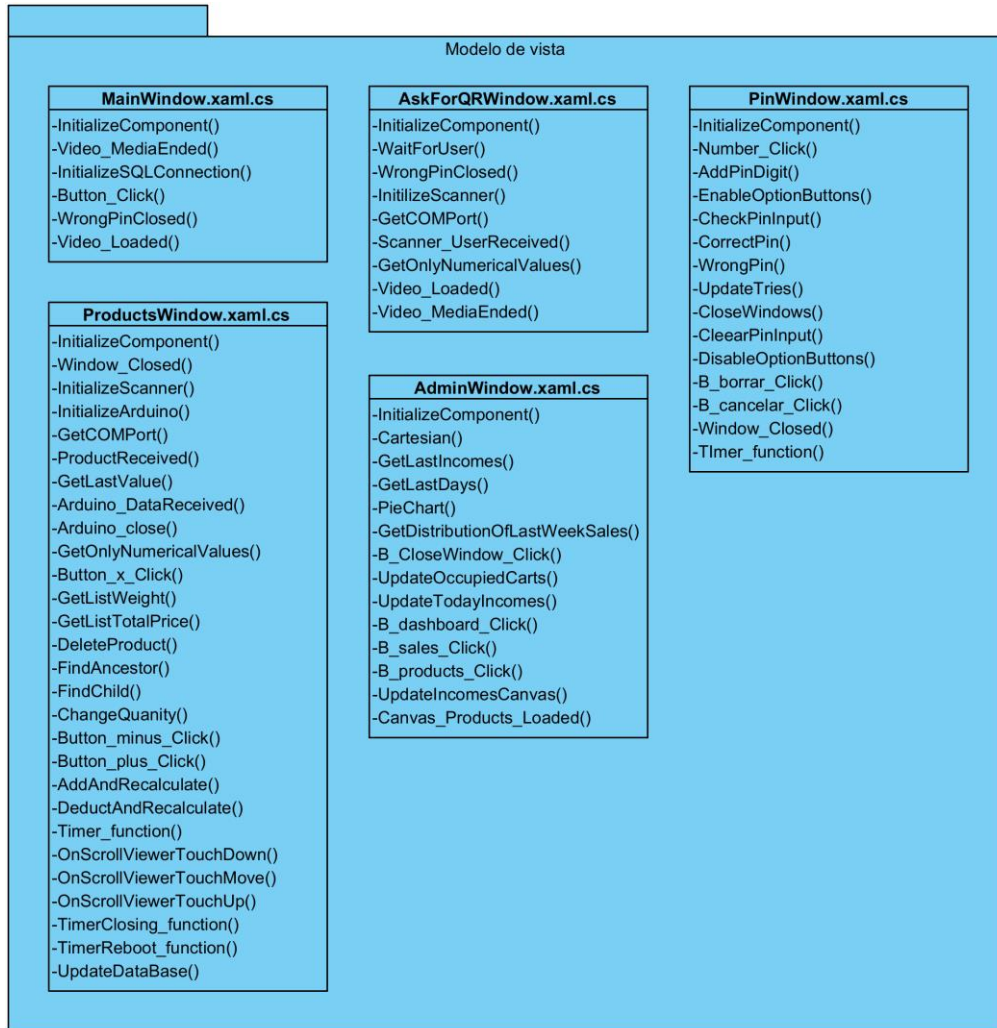 Modelo de vista
MainWindow.xaml.cs
-InitializeComponent()
-Video_MediaEnded()
-InitializeSQLConnection()
-Button_Click()
-WrongPinClosed()
-Video_Loaded()
AskForQRWindow.xaml.cs
-InitializeComponent()
-WaitForUser()
-WrongPinClosed()
-InitilizeScanner()
-GetCOMPort()
-Scanner_UserReceived()
-GetOnlyNumericalValues()
-Video_Loaded()
-Video_MediaEnded()
PinWindow.xaml.cs
-InitializeComponent()
-Number_Click()
-AddPinDigit()
-EnableOptionButtons()
-CheckPinInput()
-CorrectPin()
-WrongPin()
-UpdateTries()
-CloseWindows()
-CleearPinInput()
-DisableOptionButtons()
-B_borrar_Click()
-B_cancelar_Click()
-Window_Closed()
-TImer_function()
ProductsWindow.xaml.cs
-InitializeComponent()
-Window_Closed()
-InitializeScanner()
-InitializeArduino()
-GetCOMPort()
-ProductReceived()
-GetLastValue()
-Arduino_DataReceived()
-Arduino_close()
-GetOnlyNumericalValues()
-Button_x_Click()
-GetListWeight()
-GetListTotalPrice()
-DeleteProduct()
-FindAncestor()
-FindChild()
-ChangeQuanity()
-Button_minus_Click()
-Button_plus_Click()
-AddAndRecalculate()
-DeductAndRecalculate()
-Timer_function()
-OnScrollViewerTouchDown()
-OnScrollViewerTouchMove()
-OnScrollViewerTouchUp()
-TimerClosing_function()
-TimerReboot_function()
-UpdateDataBase()
AdminWindow.xaml.cs
-InitializeComponent()
-Cartesian()
-GetLastIncomes()
-GetLastDays()
-PieChart()
-GetDistributionOfLastWeekSales()
-B_CloseWindow_Click()
-UpdateOccupiedCarts()
-UpdateTodayIncomes()
-B_dashboard_Click()
-B_sales_Click()
-B_products_Click()
-UpdateIncomesCanvas()
-Canvas_Products_Loaded()